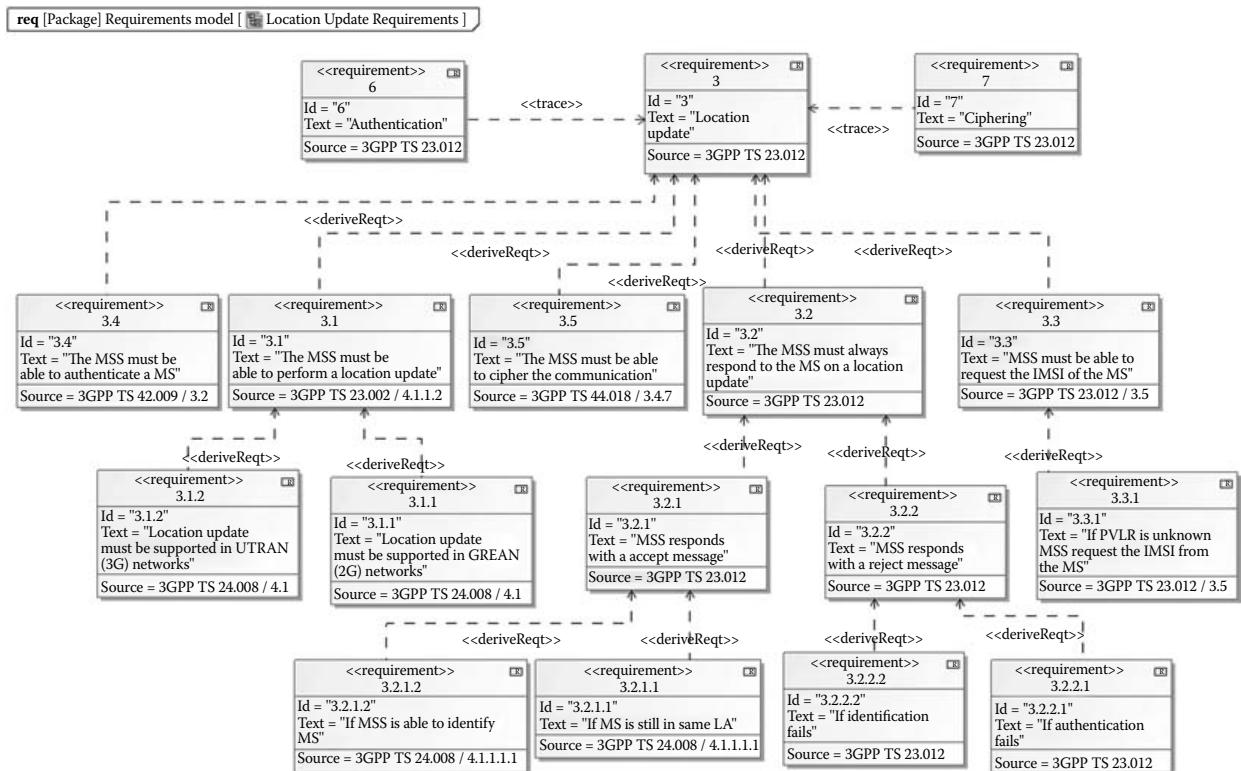 req [Package] Requirements model [ Location Update Requirements ]
<<requirement>>
6
Id = "6"
Text = "Authentication"
Source = 3GPP TS 23.012
<<trace>>
<<requirement>>
3
Id = "3"
Text = "Location
update"
Source = 3GPP TS 23.012
<<trace>>
<<requirement>>
7
Id = "7"
Text = "Ciphering"
Source = 3GPP TS 23.012
<<deriveReqt>>
<<deriveReqt>>
<<deriveReqt>>
<<deriveReqt>>
<<deriveReqt>>
<<requirement>>
3.4
Id = "3.4"
Text = "The MSS must be
able to authenticate a MS"
Source = 3GPP TS 42.009 / 3.2
<<requirement>>
3.1
Id = "3.1"
Text = "The MSS must be
able to perform a location update"
Source = 3GPP TS 23.002 / 4.1.1.2
<<requirement>>
3.5
Id = "3.5"
Text = "The MSS must be able
to cipher the communication"
Source = 3GPP TS 44.018 / 3.4.7
<<requirement>>
3.2
Id = "3.2"
Text = "The MSS must always
respond to the MS on a location
update"
Source = 3GPP TS 23.012
<<requirement>>
3.3
Id = "3.3"
Text = "MSS must be able to
request the IMSI of the MS"
Source = 3GPP TS 23.012 / 3.5
<<deriveReqt>>
<<deriveReqt>>
<<deriveReqt>>
<<deriveReqt>>
<<deriveReqt>>
<<requirement>>
3.1.2
Id = "3.1.2"
Text = "Location update
must be supported in UTRAN
(3G) networks"
Source = 3GPP TS 24.008 / 4.1
<<requirement>>
3.1.1
Id = "3.1.1"
Text = "Location update
must be supported in GREAN
(2G) networks"
Source = 3GPP TS 24.008 / 4.1
<<requirement>>
3.2.1
Id = "3.2.1"
Text = "MSS responds
with a accept message"
Source = 3GPP TS 23.012
<<requirement>>
3.2.2
Id = "3.2.2"
Text = "MSS responds
with a reject message"
Source = 3GPP TS 23.012
<<requirement>>
3.3.1
Id = "3.3.1"
Text = "If PVLR is unknown
MSS request the IMSI from
the MS"
Source = 3GPP TS 23.012 / 3.5
<<deriveReqt>>
<<deriveReqt>>
<<deriveReqt>>
<<deriveReqt>>
<<requirement>>
3.2.1.2
Id = "3.2.1.2"
Text = "If MSS is able to identify
MS"
Source = 3GPP TS 24.008 / 4.1.1.1.1
<<requirement>>
3.2.1.1
Id = "3.2.1.1"
Text = "If MS is still in same LA"
Source = 3GPP TS 24.008 / 4.1.1.1.1
<<requirement>>
3.2.2.2
Id = "3.2.2.2"
Text = "If identification
fails"
Source = 3GPP TS 23.012
<<requirement>>
3.2.2.1
Id = "3.2.2.1"
Text = "If authentication
fails"
Source = 3GPP TS 23.012